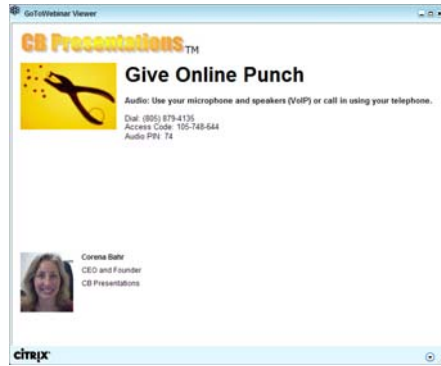 GoToWebinar Viewer
CB Presentations TM
Give Online Punch
Audio: Use your microphone and speakers (VoIP) or call in using your telephone.
Dial: (805) 879-4135
Access Code: 105-748-644
Audio PIN: 74
Corena Bahr
CEO and Founder
CB Presentations
CITRIX